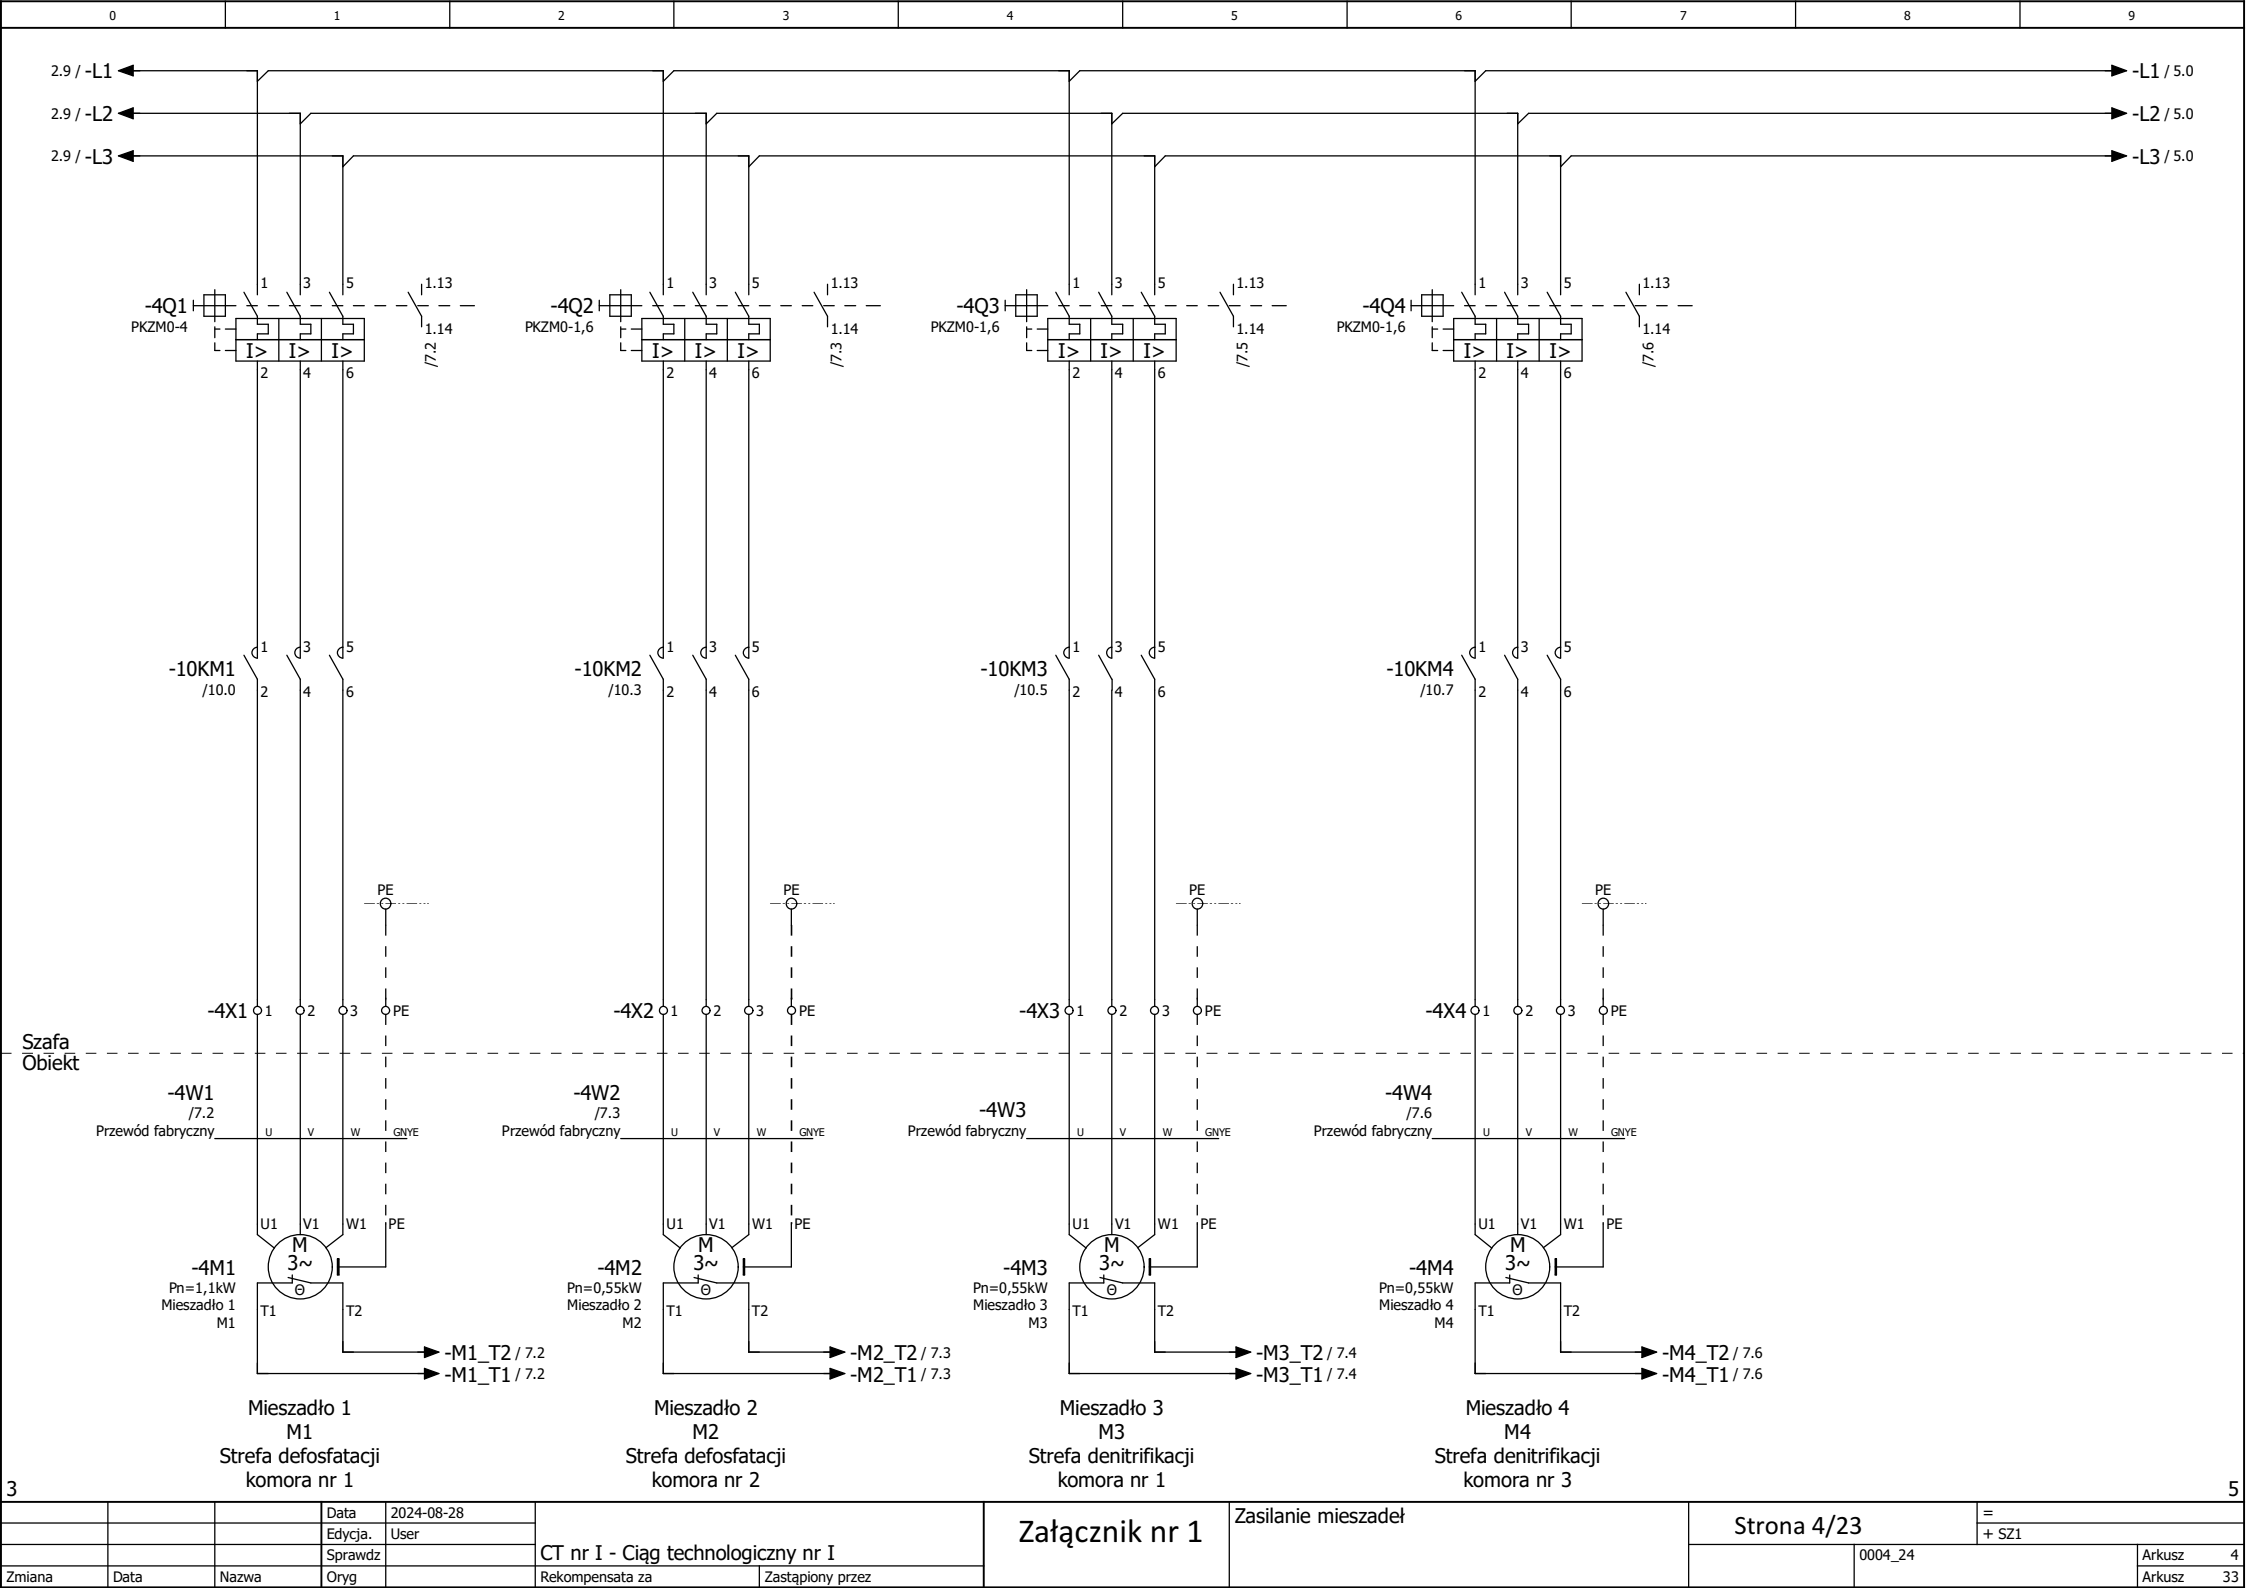 0 1 2 3 4 5 6 7 8 9
2.9 / -L1 -L1 / 5.0
2.9 / -L2 -L2 / 5.0
2.9 / -L3 -L3 / 5.0
1 3 5 1.13 1 3 5 1.13 1 3 5 1.13 1 3 5 1.13
-4Q1 -4Q2 -4Q3 -4Q4
PKZM0-4 1.14 PKZM0-1,6 1.14 PKZM0-1,6 1.14 PKZM0-1,6 1.14
I> I> I> /7.2 I> I> I> /7.3 I> I> I> /7.5 I> I> I> /7.6
2 4 6 2 4 6 2 4 6 2 4 6
1 3 5 1 3 5 1 3 5 1 3 5
-10KM1 -10KM2 -10KM3 -10KM4
/10.0 2 4 6 /10.3 2 4 6 /10.5 2 4 6 /10.7 2 4 6
PE PE PE PE
-4X1 1 2 3 PE -4X2 1 2 3 PE -4X3 1 2 3 PE -4X4 1 2 3 PE
Szafa
Obiekt
-4W1 -4W2 -4W3 -4W4
/7.2 /7.3 /7.6
Przewód fabryczny U V W GNYE Przewód fabryczny U V W GNYE Przewód fabryczny U V W GNYE Przewód fabryczny U V W GNYE
U1 V1 W1 PE U1 V1 W1 PE U1 V1 W1 PE U1 V1 W1 PE
M M M M
-4M1 3~ -4M2 3~ -4M3 3~ -4M4 3~
Pn=1,1kW Θ Pn=0,55kW Θ Pn=0,55kW Θ Pn=0,55kW Θ
Mieszadło 1 T1 T2 Mieszadło 2 T1 T2 Mieszadło 3 T1 T2 Mieszadło 4 T1 T2
M1 M2 M3 M4
-M1_T2 / 7.2 -M2_T2 / 7.3 -M3_T2 / 7.4 -M4_T2 / 7.6
-M1_T1 / 7.2 -M2_T1 / 7.3 -M3_T1 / 7.4 -M4_T1 / 7.6
Mieszadło 1 Mieszadło 2 Mieszadło 3 Mieszadło 4
M1 M2 M3 M4
Strefa defosfatacji Strefa defosfatacji Strefa denitrifikacji Strefa denitrifikacji
komora nr 1 komora nr 2 komora nr 1 komora nr 3
3 5
Data 2024-08-28 Załącznik nr 1 Zasilanie mieszadeł Strona 4/23 =
Edycja. User + SZ1
Sprawdz CT nr I - Ciąg technologiczny nr I 0004_24 Arkusz 4
Zmiana Data Nazwa Oryg Rekompensata za Zastąpiony przez Arkusz 33